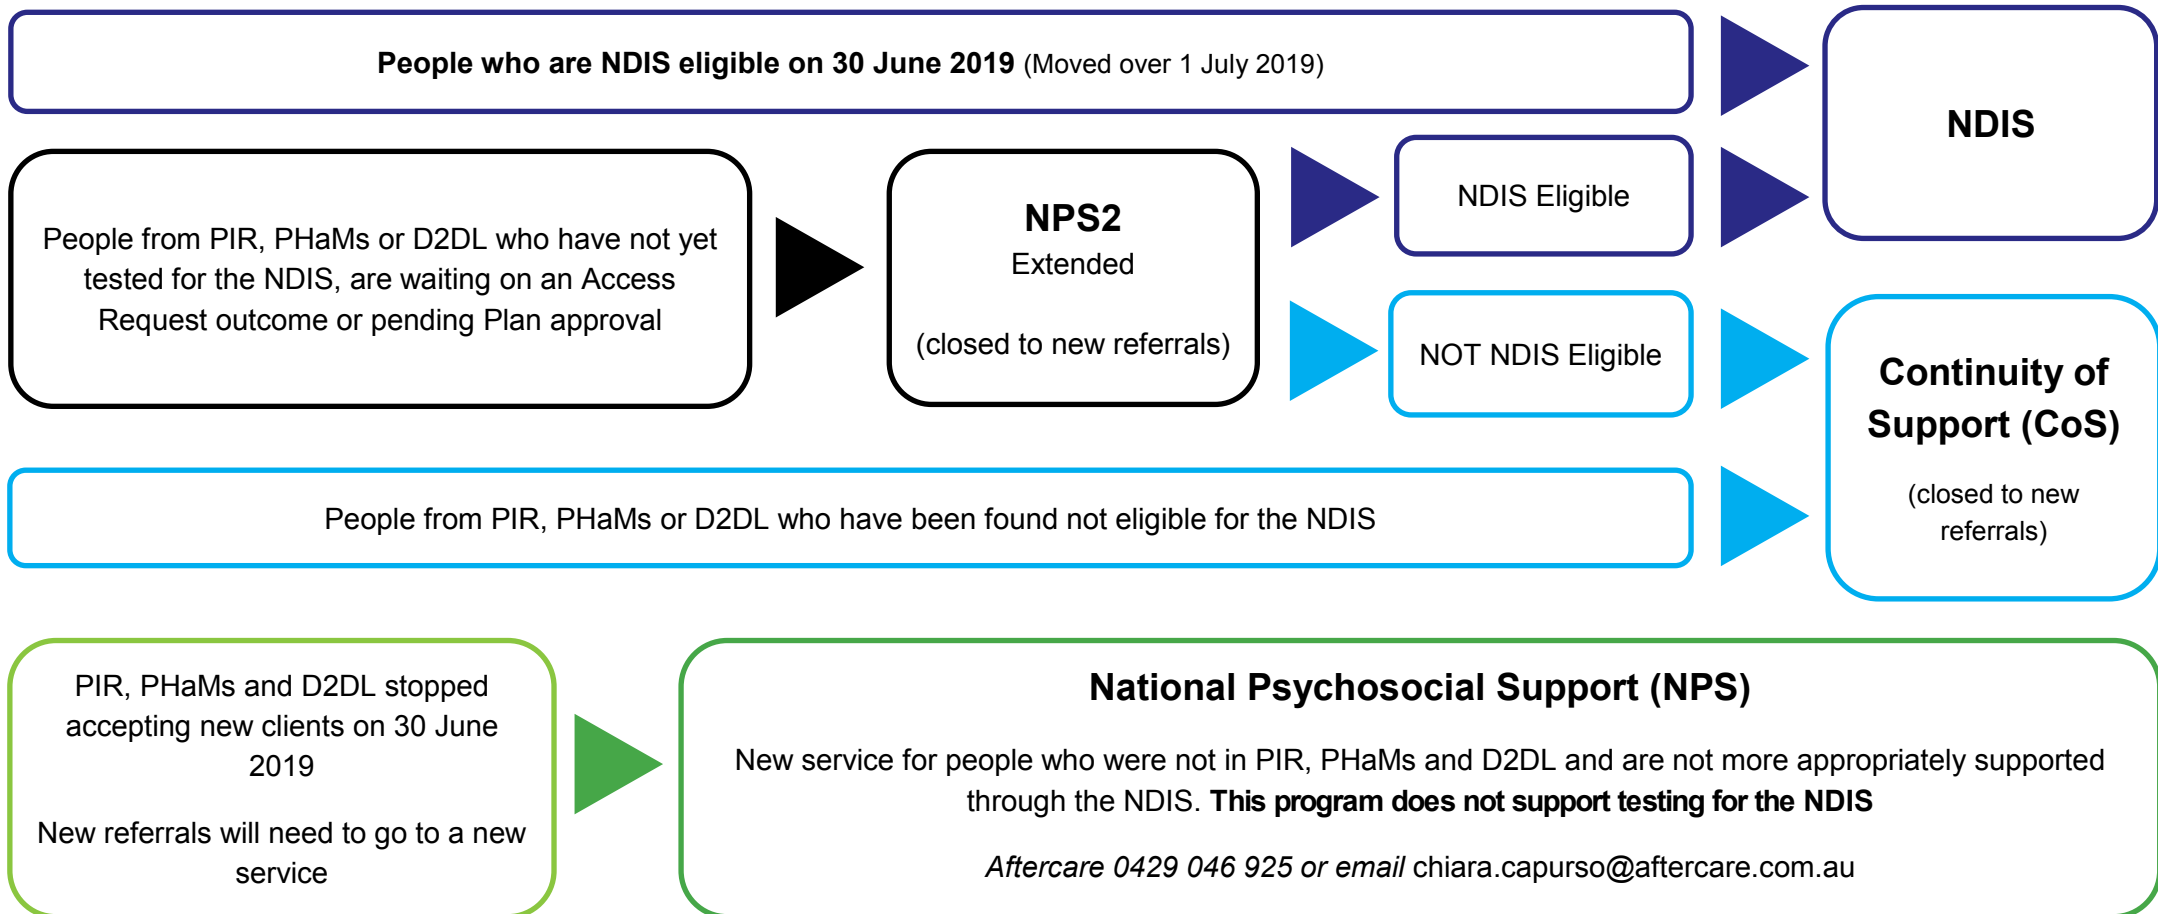 People who are NDIS eligible on 30 June 2019 (Moved over 1 July 2019)
NDIS
People from PIR, PHaMs or D2DL who have not yet
tested for the NDIS, are waiting on an Access
Request outcome or pending Plan approval
NPS2
Extended
(closed to new referrals)
NDIS Eligible
NOT NDIS Eligible
Continuity of
Support (CoS)
(closed to new
referrals)
People from PIR, PHaMs or D2DL who have been found not eligible for the NDIS
PIR, PHaMs and D2DL stopped
accepting new clients on 30 June
2019
New referrals will need to go to a new
service
National Psychosocial Support (NPS)
New service for people who were not in PIR, PHaMs and D2DL and are not more appropriately supported
through the NDIS. This program does not support testing for the NDIS
Aftercare 0429 046 925 or email chiara.capurso@aftercare.com.au